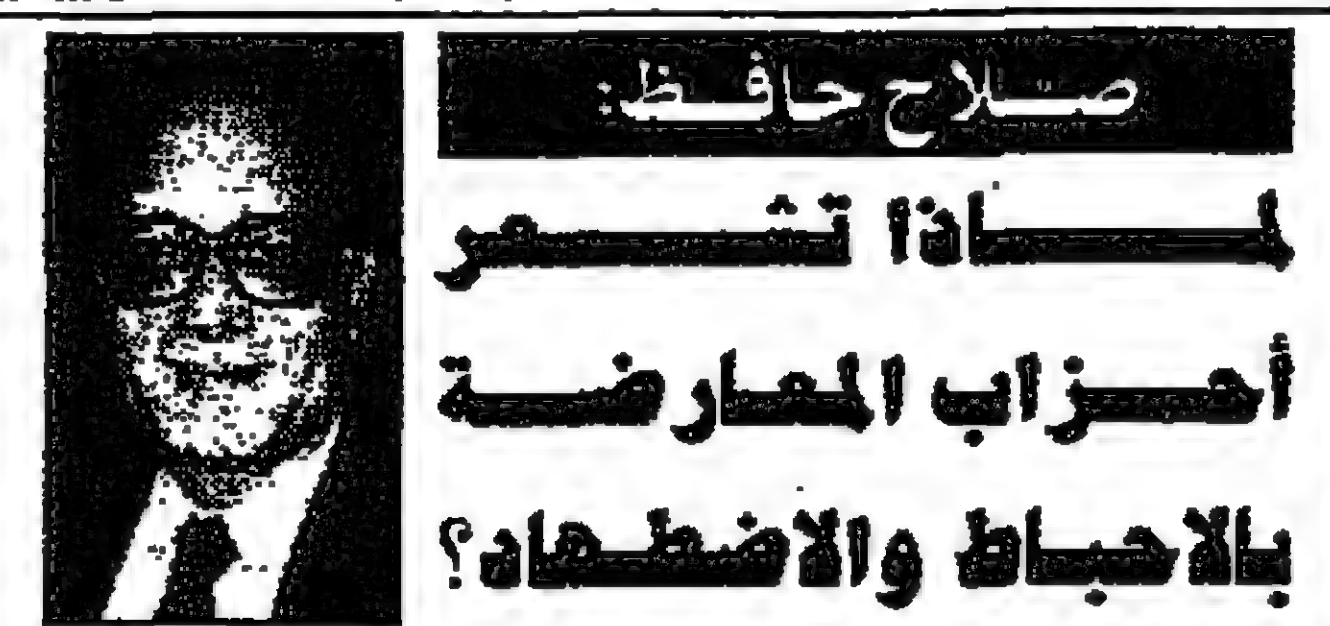 صلاح حافظ:
لماذا تشعر
أحزاب المعارضة
بالاحباط والاضطهاد؟